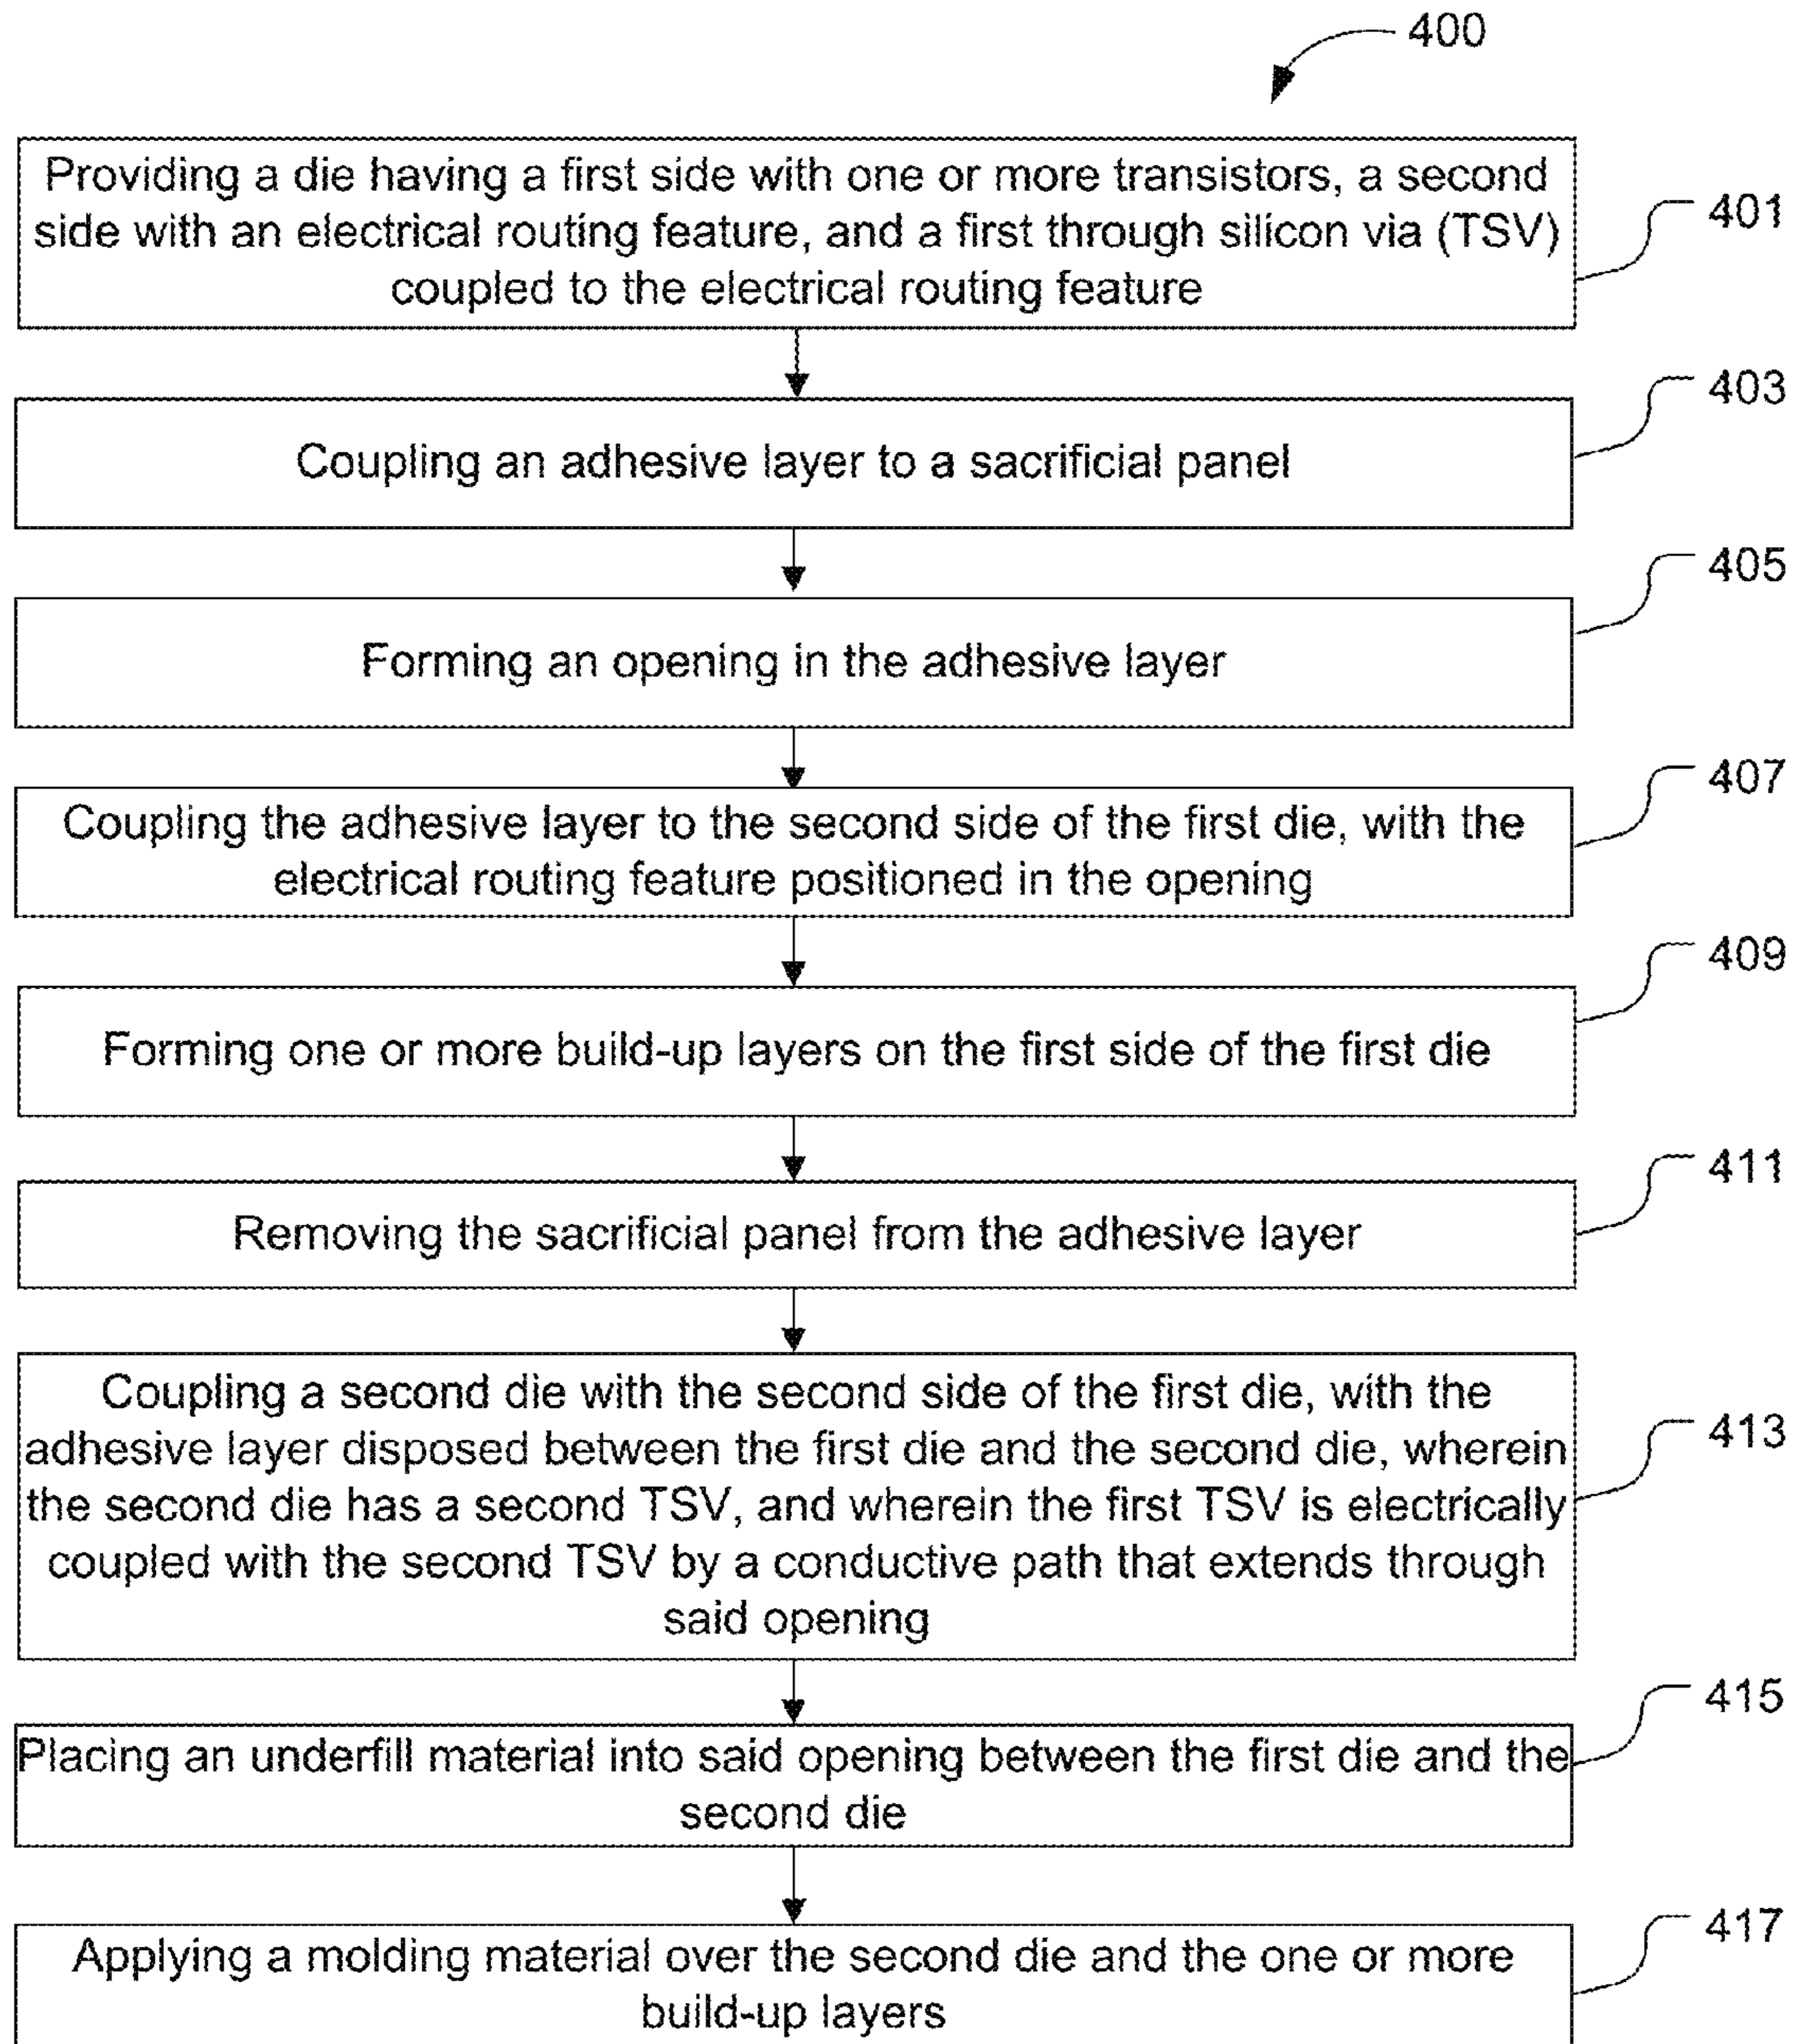 400
Providing a die having a first side with one or more transistors, a second
side with an electrical routing feature, and a first through silicon via (TSV)
coupled to the electrical routing feature
401
Coupling an adhesive layer to a sacrificial panel
403
Forming an opening in the adhesive layer
405
Coupling the adhesive layer to the second side of the first die, with the
electrical routing feature positioned in the opening
407
Forming one or more build-up layers on the first side of the first die
409
Removing the sacrificial panel from the adhesive layer
411
Coupling a second die with the second side of the first die, with the
adhesive layer disposed between the first die and the second die, wherein
the second die has a second TSV, and wherein the first TSV is electrically
coupled with the second TSV by a conductive path that extends through
said opening
413
Placing an underfill material into said opening between the first die and the
second die
415
Applying a molding material over the second die and the one or more
build-up layers
417